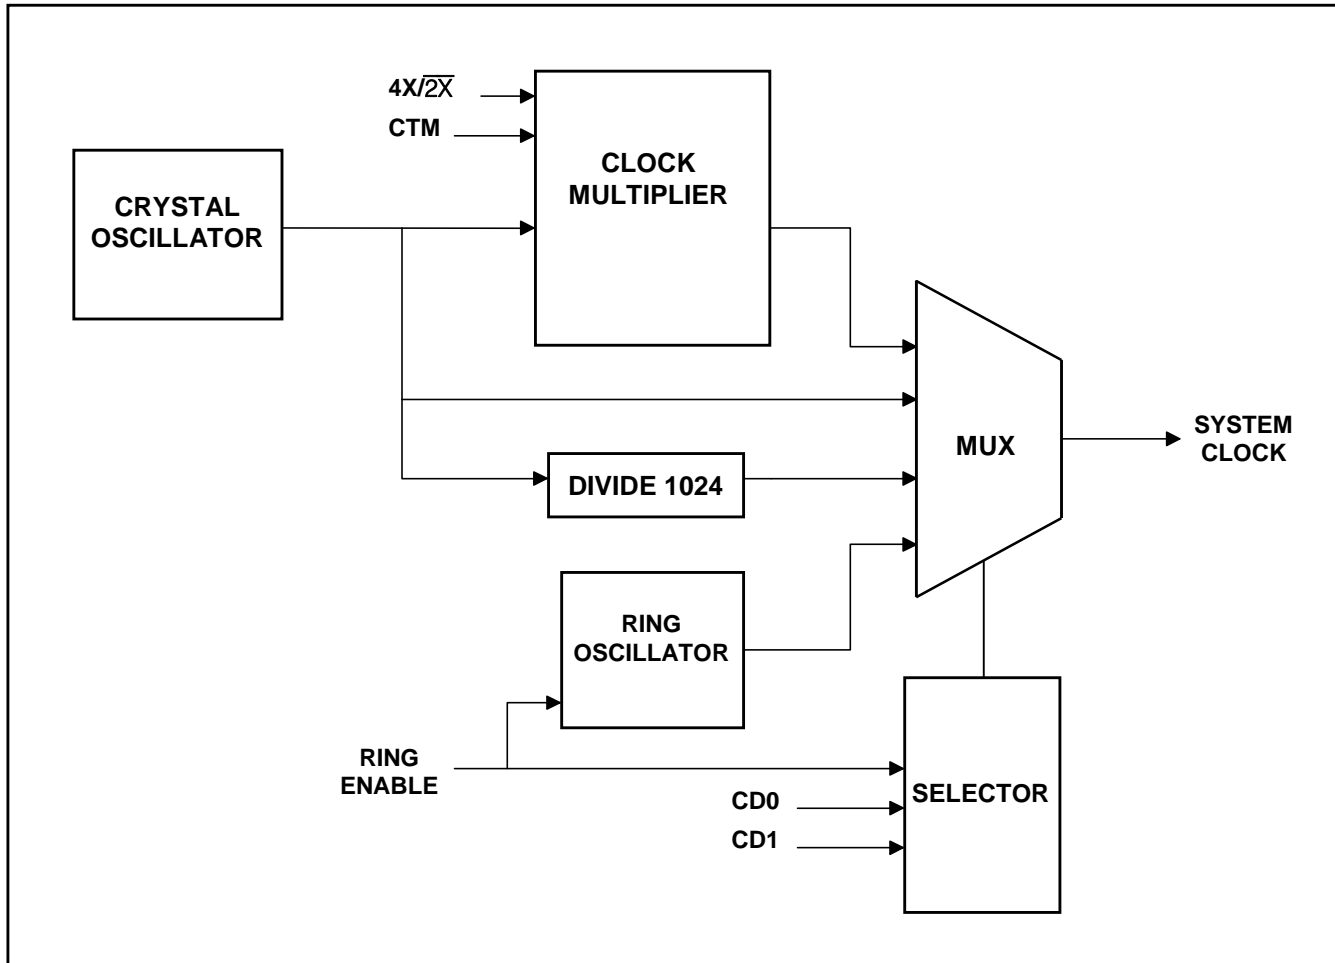 4X/2X
CTM
CLOCK
MULTIPLIER
CRYSTAL
OSCILLATOR
SYSTEM
CLOCK
MUX
DIVIDE 1024
RING
OSCILLATOR
RING
ENABLE
SELECTOR
CD0
CD1